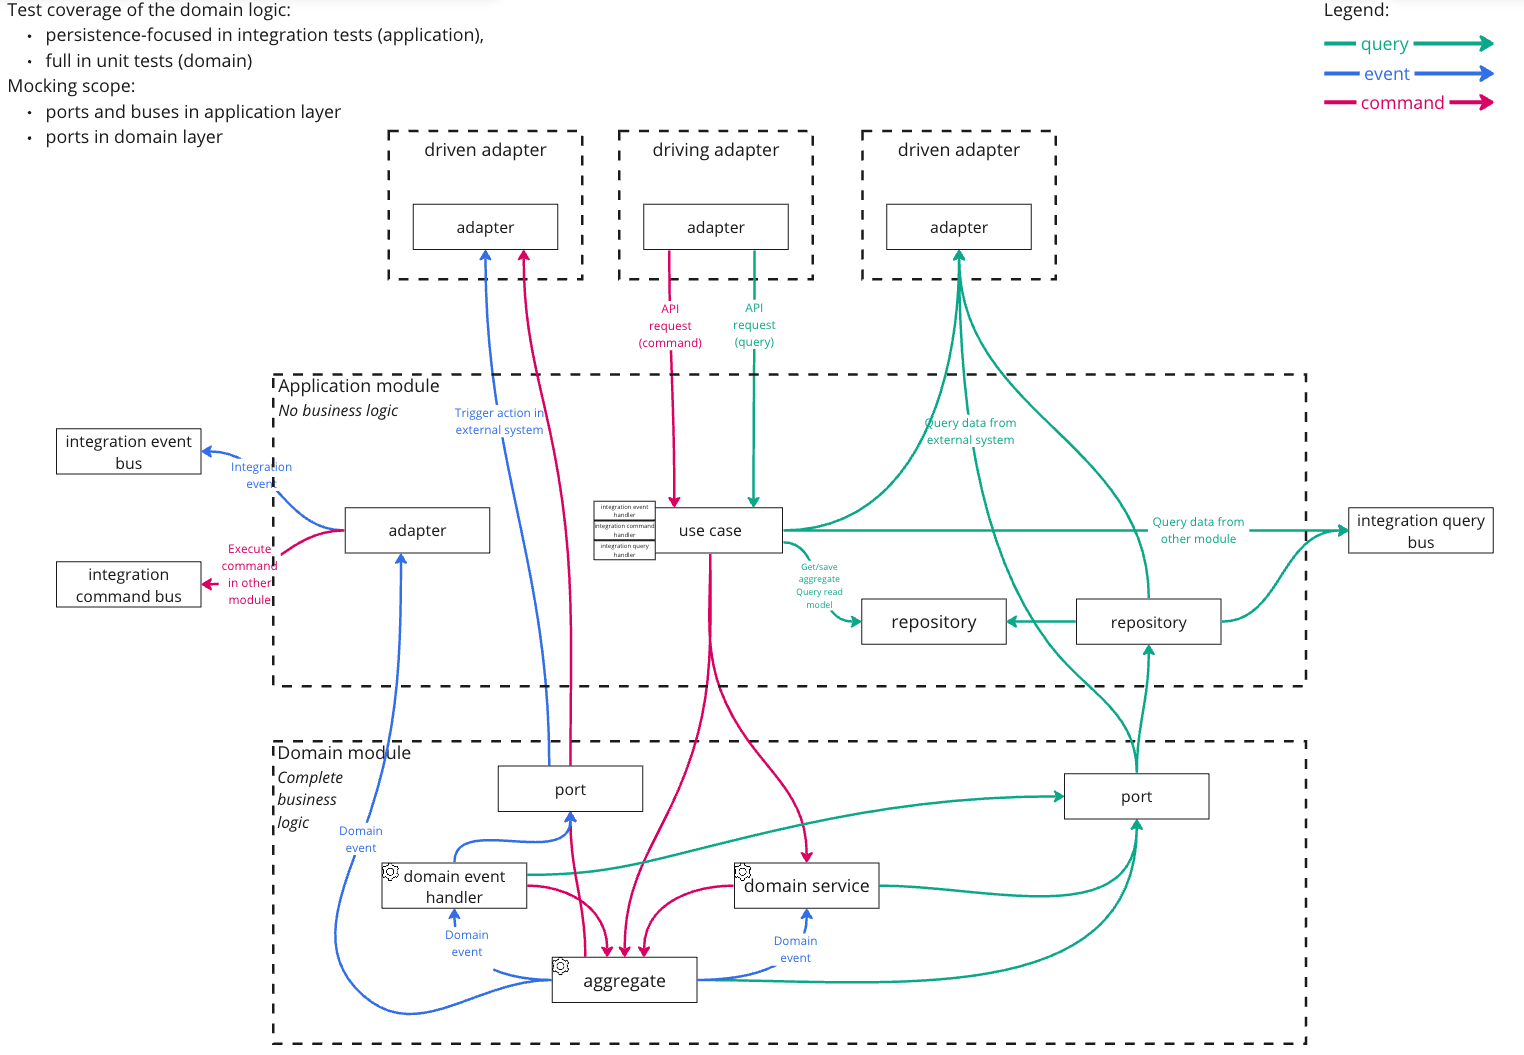 Test coverage of the domain logic:
• persistence-focused in integration tests (application),
• full in unit tests (domain)
Mocking scope:
• ports and buses in application layer
• ports in domain layer
Legend:
query
event
command
driven adapter
adapter
driving adapter
adapter
driven adapter
adapter
API
request
(command)
API
request
(query)
Application module
No business logic
Trigger action in
external system
Query data from
external system
integration event
bus
Integration
event
adapter
integration event
handler
integration command
handler
integration query
handler
use case
Query data from
other module
integration query
bus
Execute
command
in other
module
integration
command bus
Get/save
aggregate
Query read
model
repository
repository
Domain module
Complete
business
logic
port
port
Domain
event
domain event
handler
domain service
Domain
event
Domain
event
aggregate